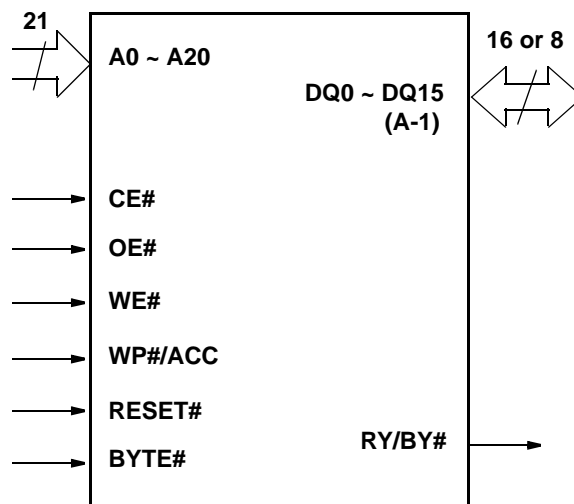 21
16 or 8
A0 ~ A20
DQ0 ~ DQ15
(A-1)
CE#
OE#
WE#
WP#/ACC
RESET#
RY/BY#
BYTE#